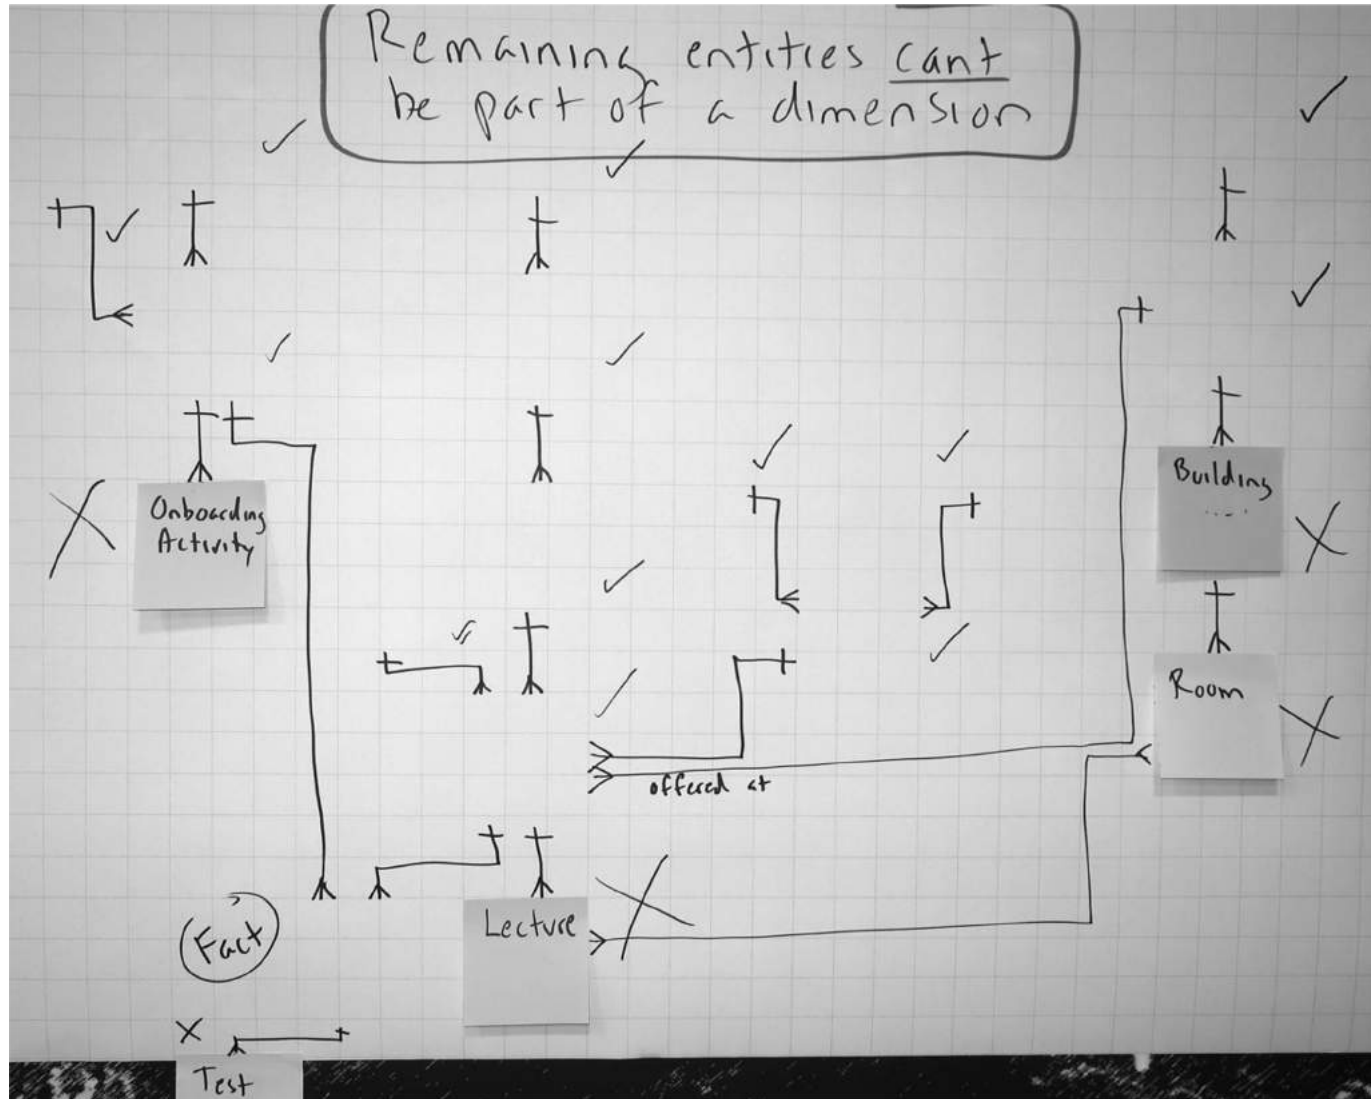 Remaining entities cant
be part of a dimension
Onboarding
Activity
Building
Room
offered at
Lecture
Fact
Test